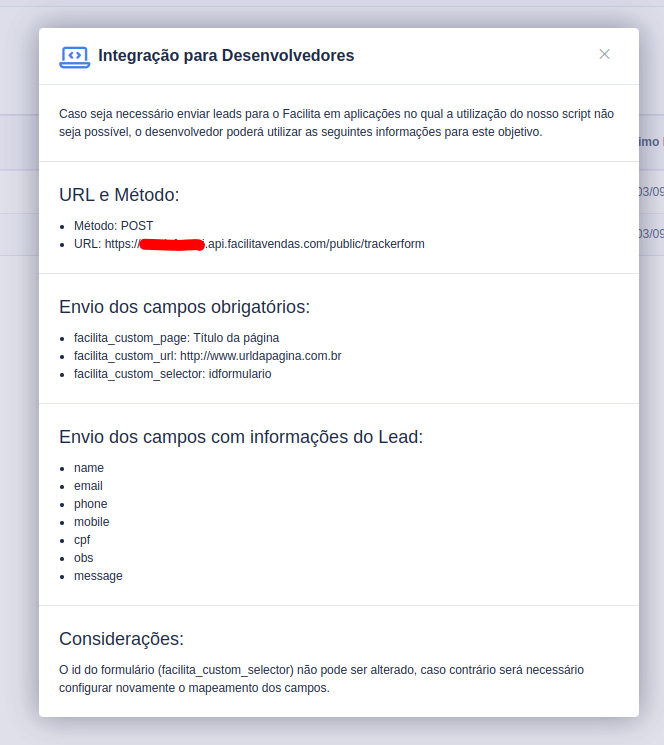 Integração para Desenvolvedores
Caso seja necessário enviar leads para o Facilita em aplicações no qual a utilização do nosso script não
seja possível, o desenvolvedor poderá utilizar as seguintes informações para este objetivo.
imo
URL e Método:
Método: POST
03/09
URL: https://.api.facilitavendas.com/public/trackerform
03/09
Envio dos campos obrigatórios:
facilita_custom_page: Título da página
facilita_custom_url: http://www.urldapagina.com.br
facilita_custom_selector: idformulario
Envio dos campos com informações do Lead:
name
email
phone
mobile
cpf
obs
message
Considerações:
O id do formulário (facilita_custom_selector) não pode ser alterado, caso contrário será necessário
configurar novamente o mapeamento dos campos.